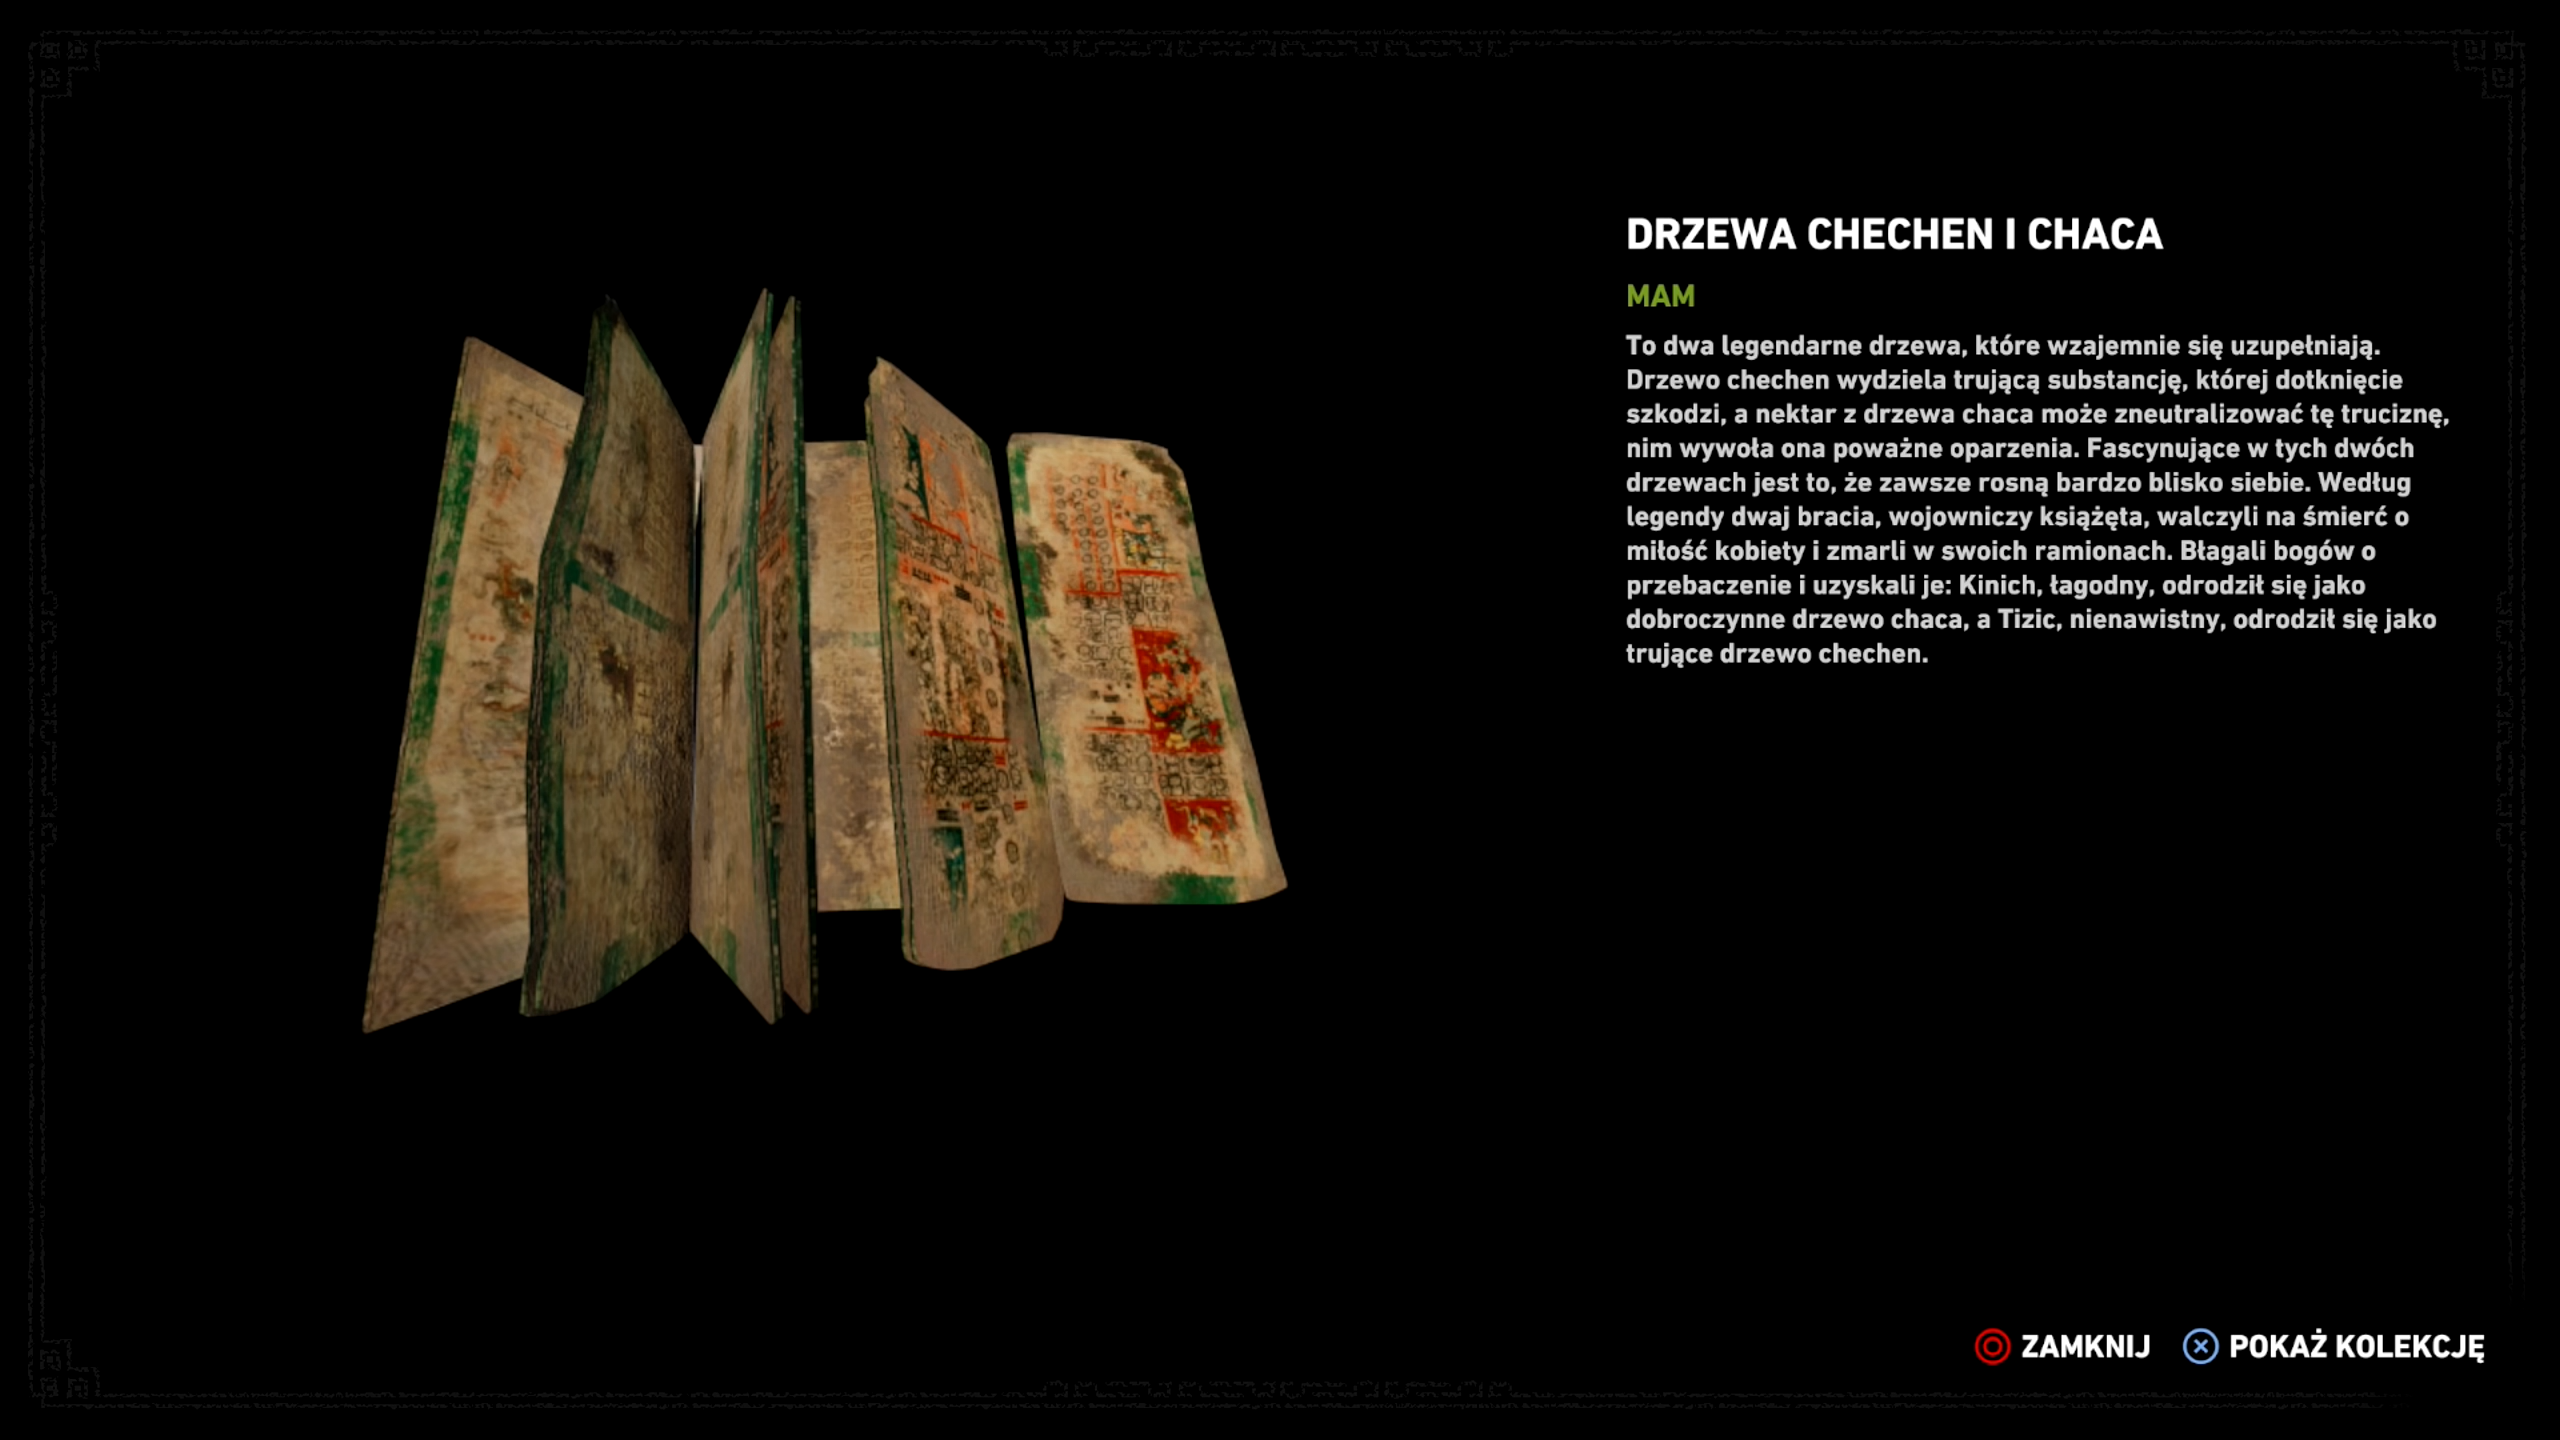 DRZEWA CHECHEN I CHACA
MAM
To dwa legendarne drzewa, które wzajemnie się uzupełniają.
Drzewo chechen wydziela trującą substancję, której dotknięcie
szkodzi, a nektar z drzewa chaca może zneutralizować tę truciznę,
nim wywoła ona poważne oparzenia. Fascynujące w tych dwóch
drzewach jest to, że zawsze rosną bardzo blisko siebie. Według
legendy dwaj bracia, wojowniczy książęta, walczyli na śmierć o
miłość kobiety i zmarli w swoich ramionach. Błagali bogów o
przebaczenie i uzyskali je: Kinich, łagodny, odrodził się jako
dobroczynne drzewo chaca, a Tizic, nienawistny, odrodził się jako
trujące drzewo chechen.
ZAMKNIJ POKAŻ KOLEKCJĘ